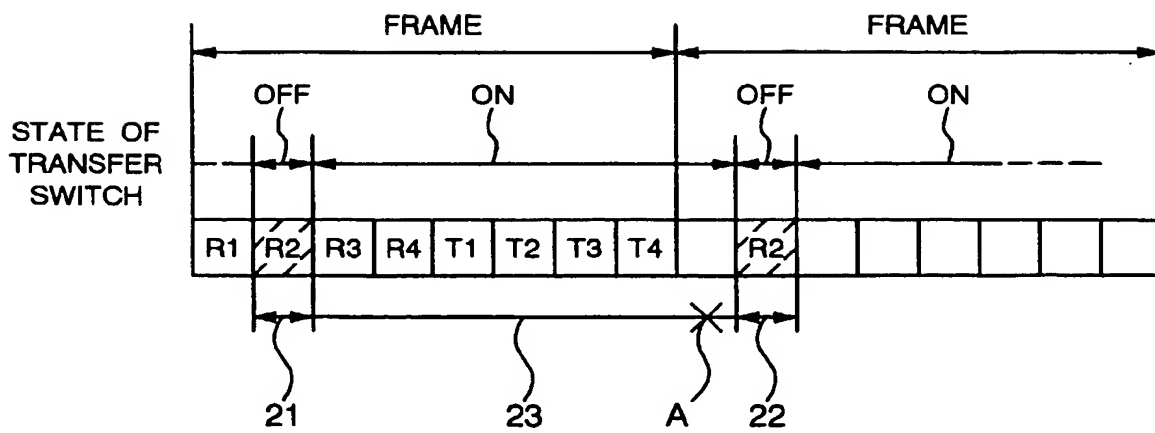 FRAME FRAME
OFF ON OFF ON
STATE OF
TRANSFER
SWITCH
R1 R2 R3 R4 T1 T2 T3 T4 R2
21 23 A 22